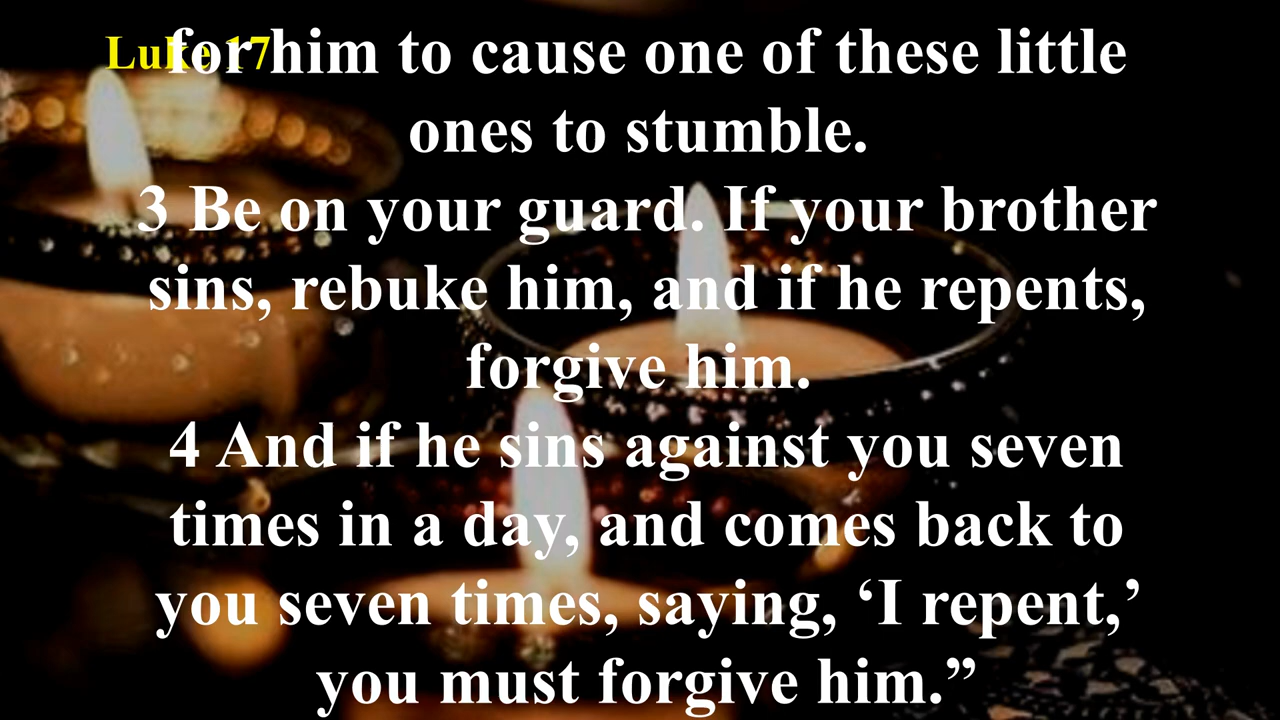 Luke 17
for him to cause one of these little
ones to stumble.
3 Be on your guard. If your brother
sins, rebuke him, and if he repents,
forgive him.
4 And if he sins against you seven
times in a day, and comes back to
you seven times, saying, ‘I repent,’
you must forgive him.”